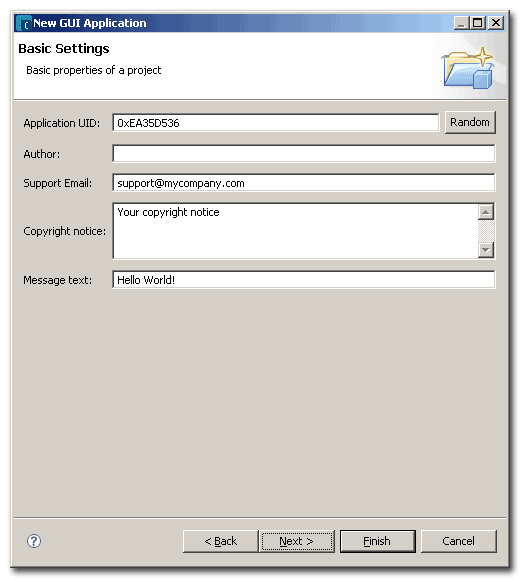 New GUI Application
Basic Settings
Basic properties of a project
Application UID: 0xEA35D536 Random
Author:
Support Email: support@mycompany.com
Your copyright notice
Copyright notice:
Message text: Hello World!
? < Back Next > Finish Cancel